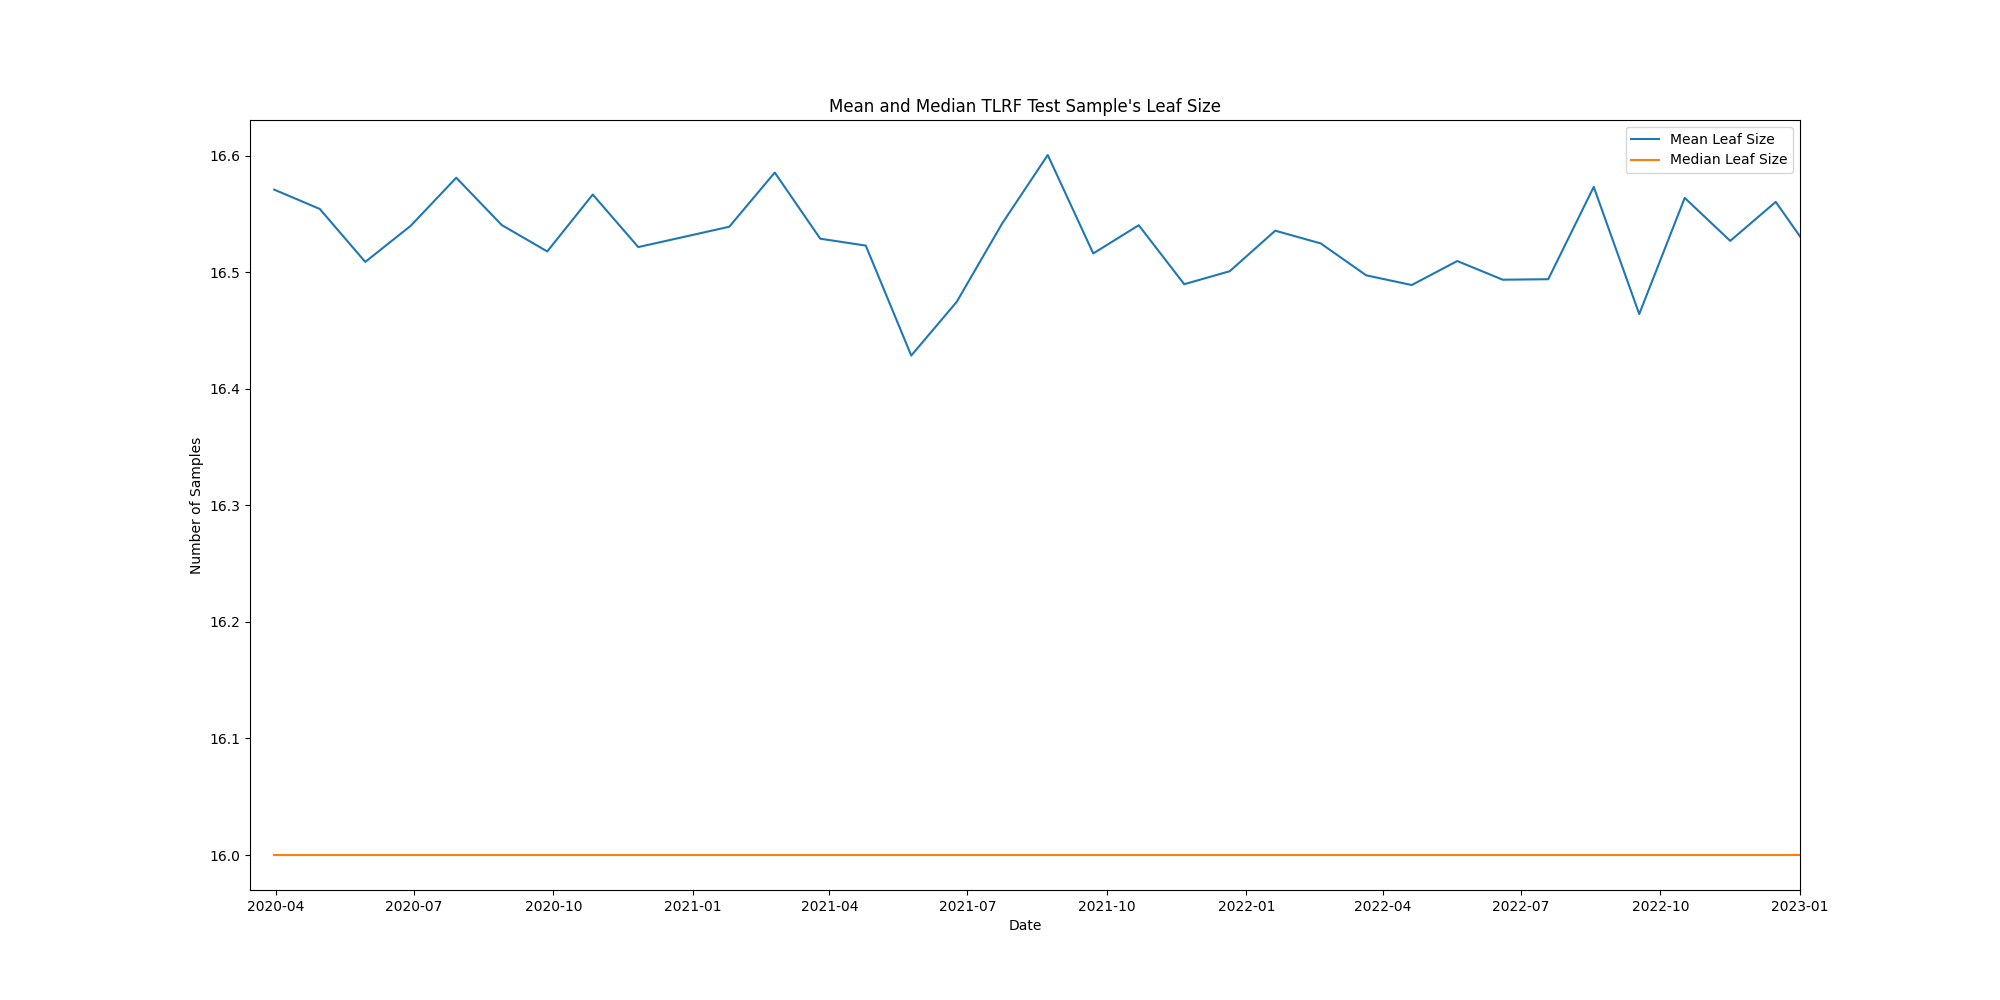 Mean and Median TLRF Test Sample's Leaf Size
Mean Leaf Size
Median Leaf Size
Number of Samples
16.6
16.5
16.4
16.3
16.2
16.1
16.0
2020-04 2020-07 2020-10 2021-01 2021-04 2021-07 2021-10 2022-01 2022-04 2022-07 2022-10 2023-01
Date